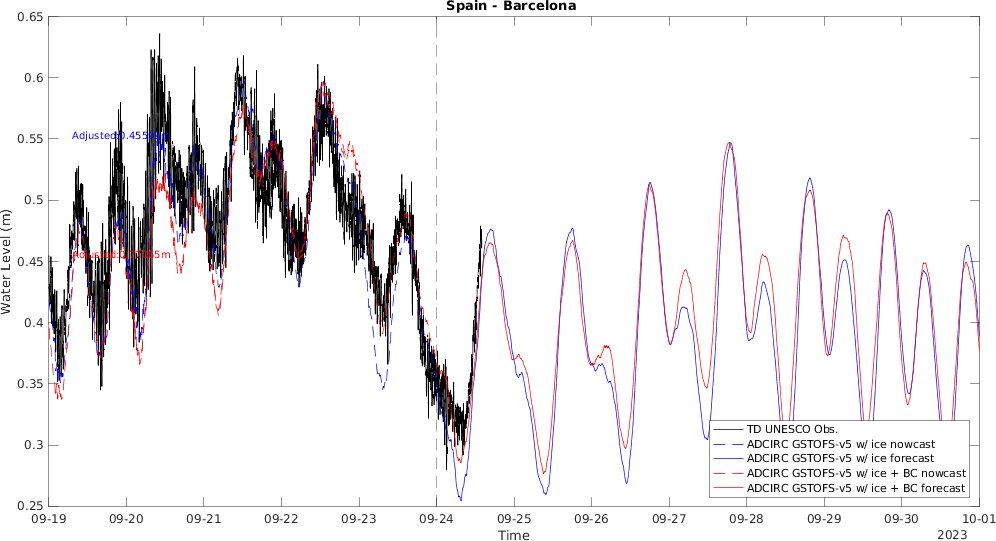 Spain - Barcelona
0.65
0.6
0.55
0.5
0.45
0.4
0.35
0.3
0.25
Water Level (m)
TD UNESCO Obs.
ADCIRC GSTOFS-v5 w/ ice nowcast
ADCIRC GSTOFS-v5 w/ ice forecast
ADCIRC GSTOFS-v5 w/ ice + BC nowcast
ADCIRC GSTOFS-v5 w/ ice + BC forecast
09-19 09-20 09-21 09-22 09-23 09-24 09-25 09-26 09-27 09-28 09-29 09-30 10-01
Time
2023